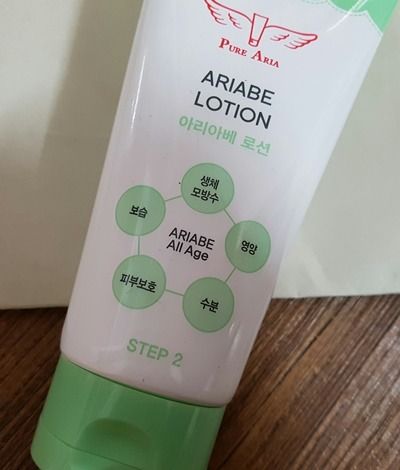 PURE ARIA
ARIABE
LOTION
아리아베 로션
생체
모방수
보습
영양
ARIABE
All Age
피부보호
수분
STEP 2